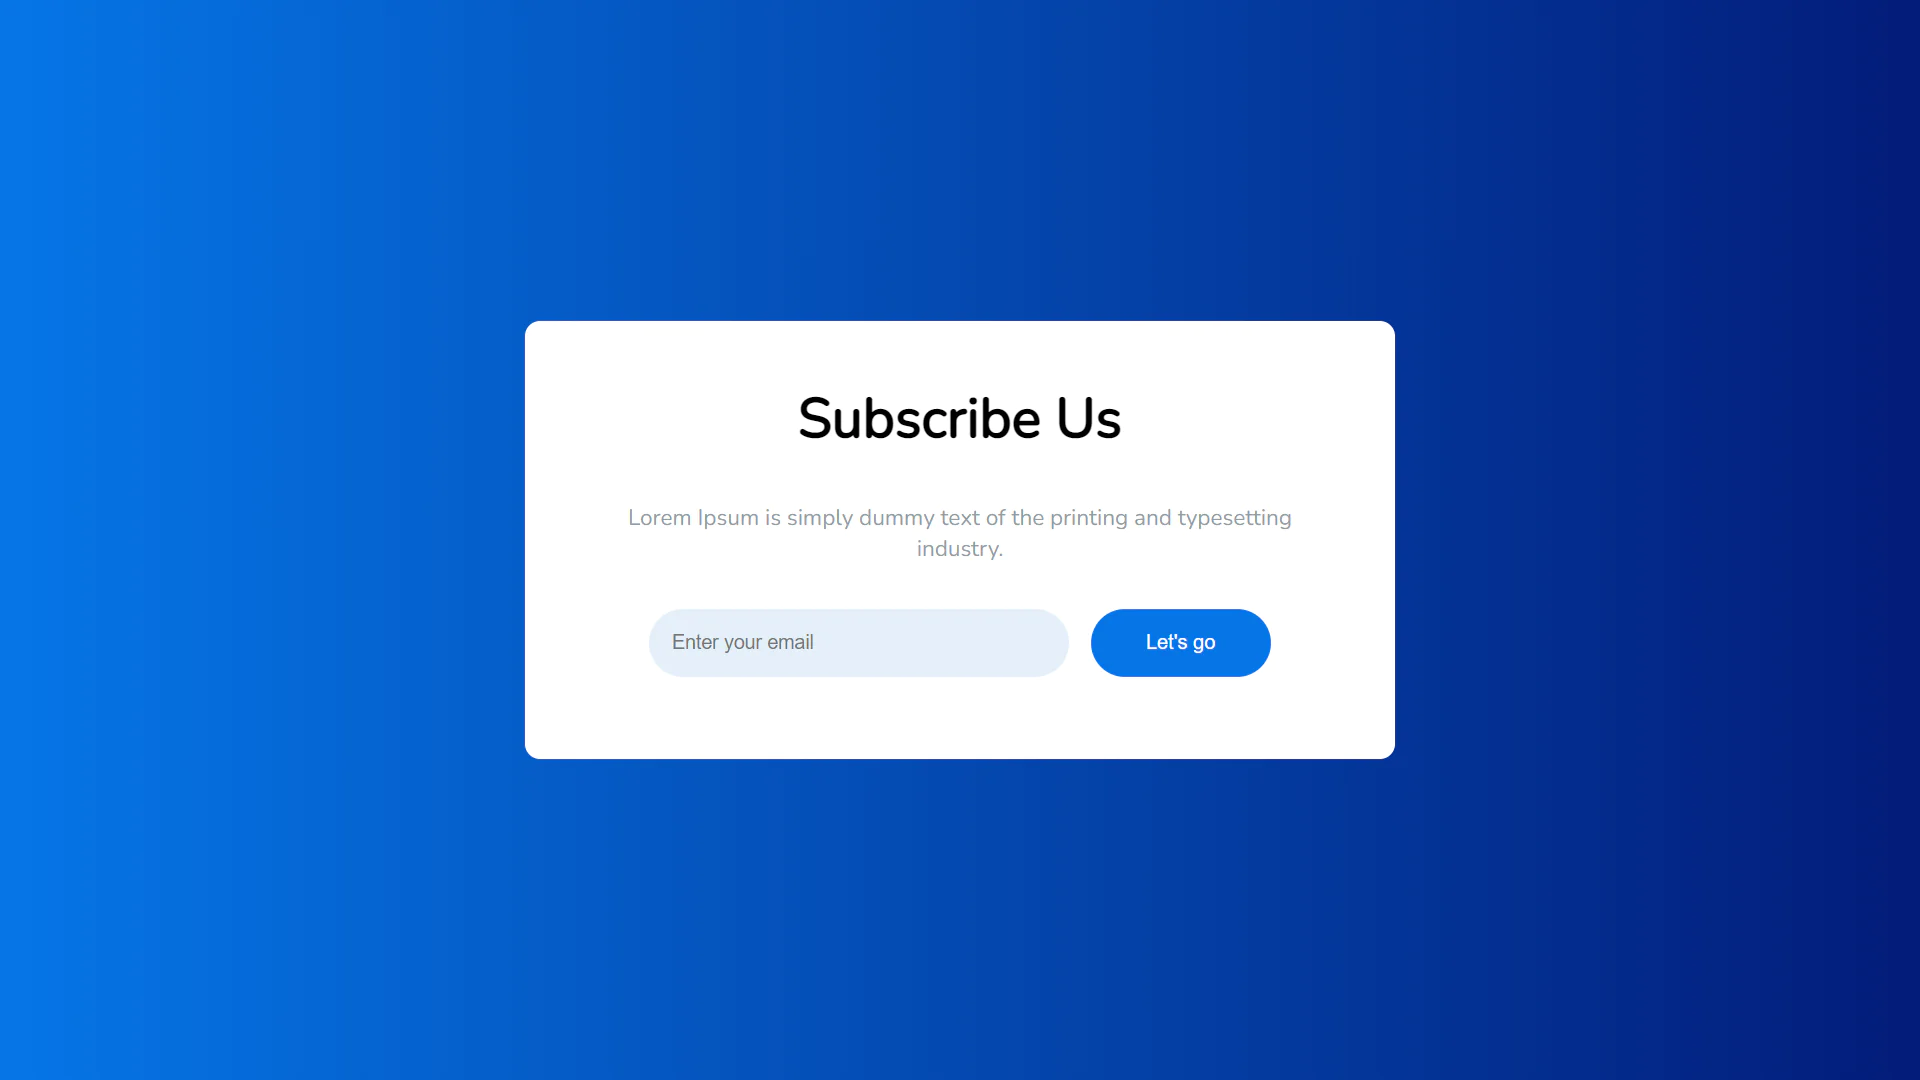 Subscribe Us
Lorem Ipsum is simply dummy text of the printing and typesetting
industry.
Enter your email
Let's go